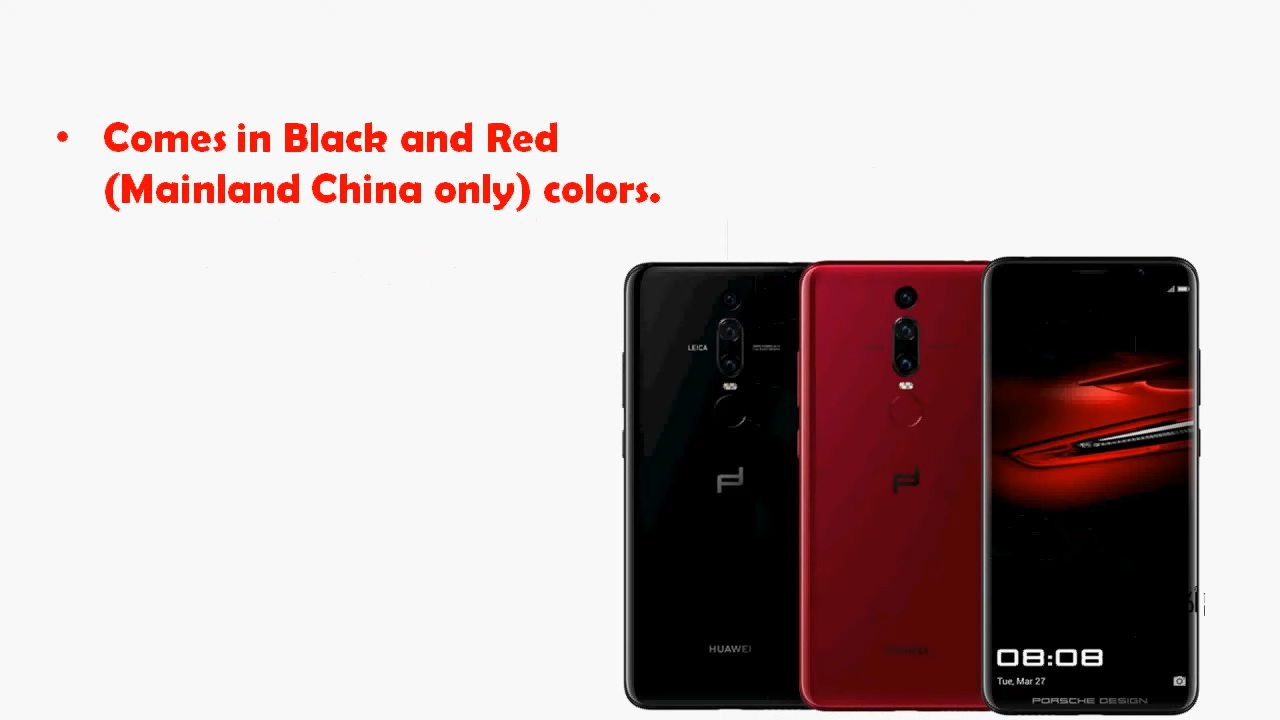 • Comes in Black and Red
(Mainland China only) colors.
LEICA
HUAWEI
08:08
Tue, Mar 27
PORSCHE DESIGN